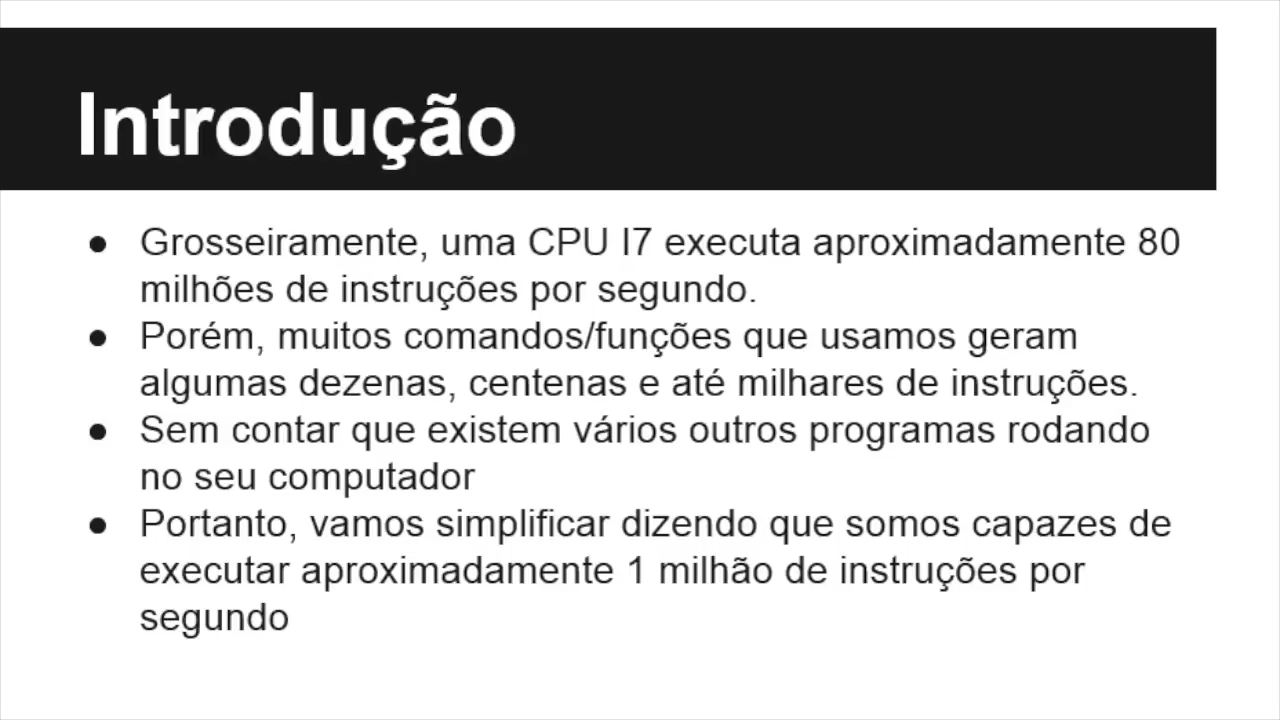 Introdução
● Grosseiramente, uma CPU I7 executa aproximadamente 80
milhões de instruções por segundo.
● Porém, muitos comandos/funções que usamos geram
algumas dezenas, centenas e até milhares de instruções.
● Sem contar que existem vários outros programas rodando
no seu computador
● Portanto, vamos simplificar dizendo que somos capazes de
executar aproximadamente 1 milhão de instruções por
segundo